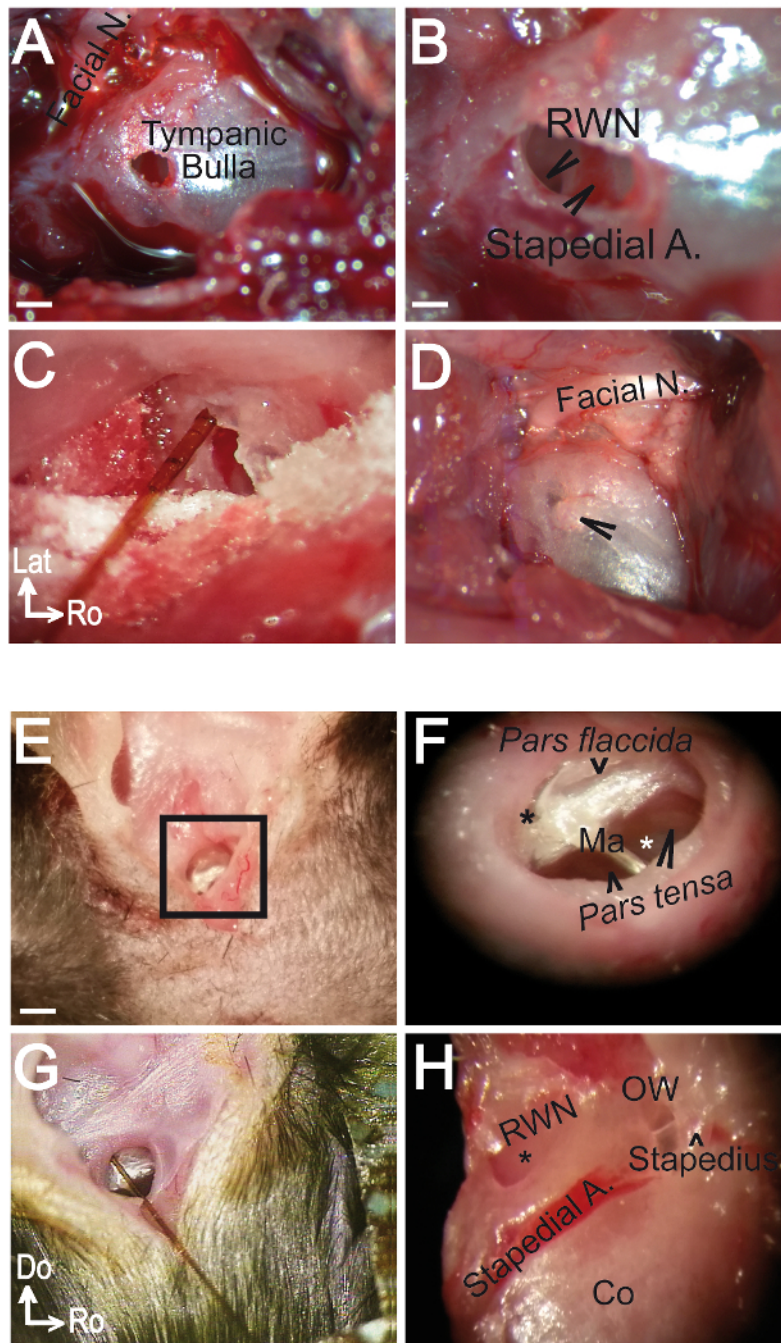 A
Facial N.
Tympanic
Bulla
B
RWN
Stapedial A.
C
Lat
Ro
D
Facial N.
E
F
Pars flaccida
*
Ma
*
Pars tensa
G
Do
Ro
H
OW
RWN
*
Stapedius
Stapedial A.
Co